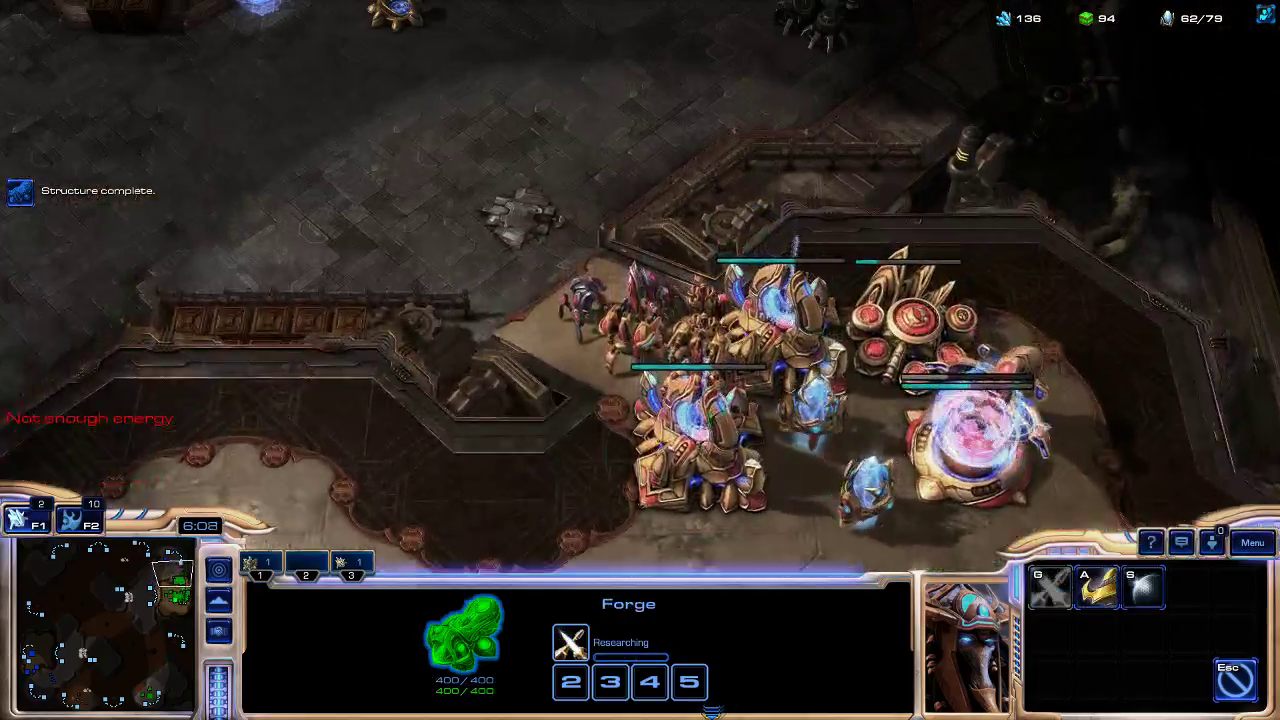 136 94 62/79
Structure complete.
Not enough energy
2 10
F1 F2
6:08
0
? Menu
1 1
1 2 3
G A S
Forge
Researching
400/400
400/400
2 3 4 5
Esc